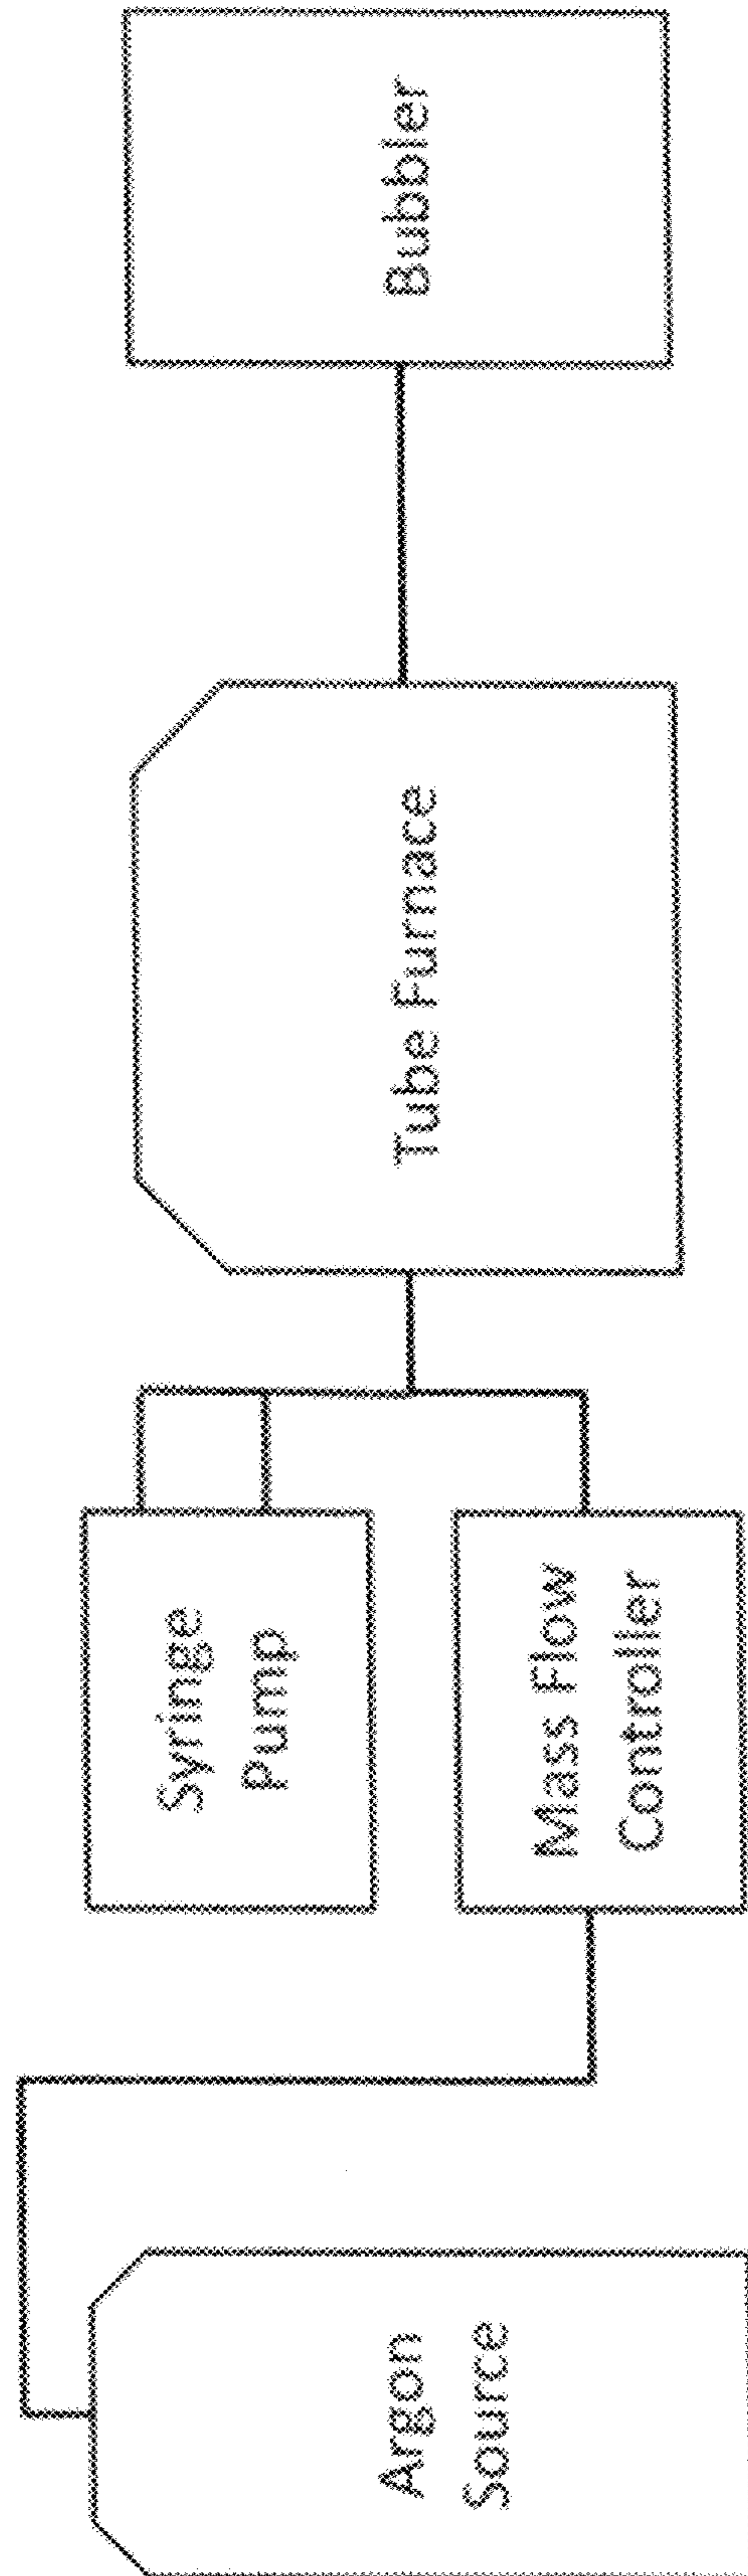 Argon
Source
Syringe
Pump
Mass Flow
Controller
Tube Furnace
Bubbler